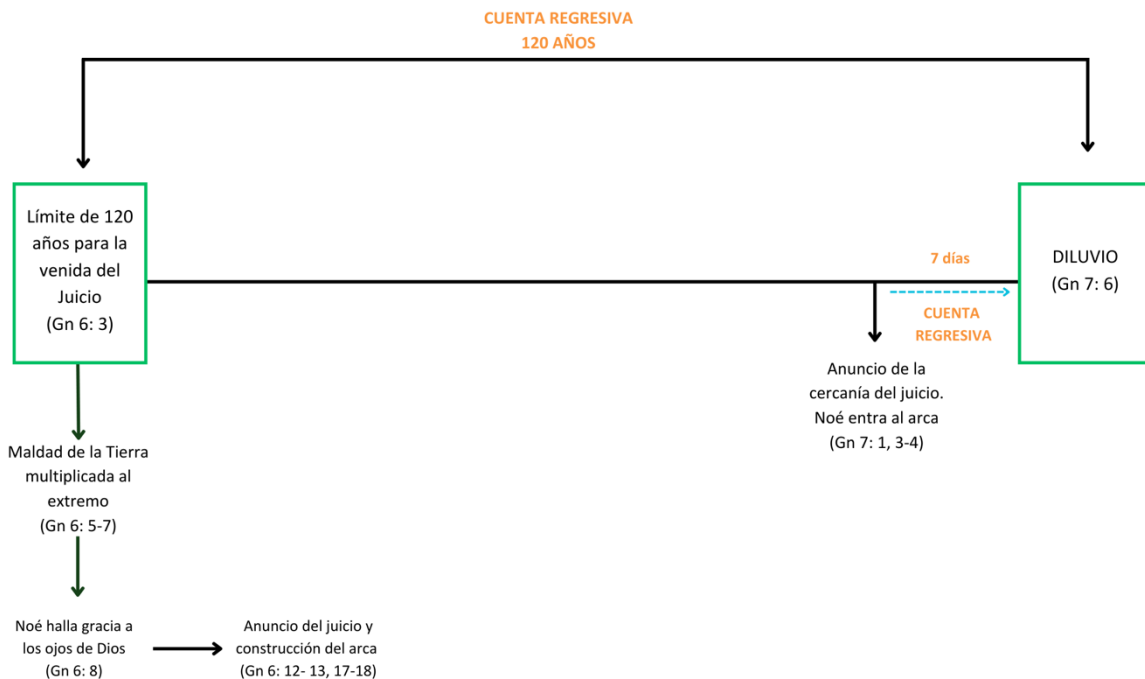 CUENTA REGRESIVA
120 AÑOS
Límite de 120
años para la
venida del
Juicio
(Gn 6: 3)
7 días
CUENTA
REGRESIVA
DILUVIO
(Gn 7: 6)
Anuncio de la
cercanía del juicio.
Noé entra al arca
(Gn 7: 1, 3-4)
Maldad de la Tierra
multiplicada al
extremo
(Gn 6: 5-7)
Noé halla gracia a
los ojos de Dios
(Gn 6: 8)
Anuncio del juicio y
construcción del arca
(Gn 6: 12- 13, 17-18)